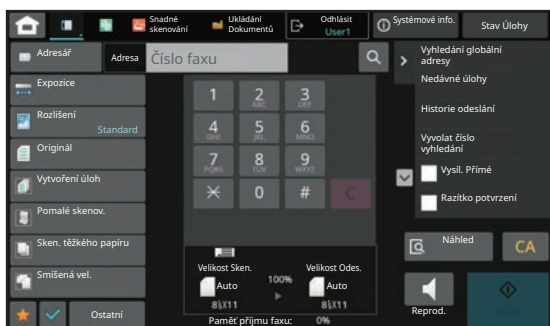 Snadné skenování
Ukládání Dokumentů
Odhlásit
User1
Systémové info.
Stav Úlohy
Adresář
Adresa
Číslo faxu
Vyhledání globální adresy
Nedávné úlohy
Historie odeslání
Vyvolat číslo vyhledání
Vysíl. Přímé
Razítko potvrzení
Expozice
Rozlišení
Standard
Originál
Vytvoření úloh
Pomalé skenov.
Sken. těžkého papíru
Smíšená vel.
Ostatní
1
2
ABC
3
DEF
4
GHI
5
JKL
6
MNO
7
PQRS
8
TUV
9
WXYZ
0
#
C
Velikost Sken.
Auto
8½X11
100%
Velikost Odes.
Auto
8½X11
Paměť příjmu faxu: 0%
Náhled
CA
Reprod.
Start